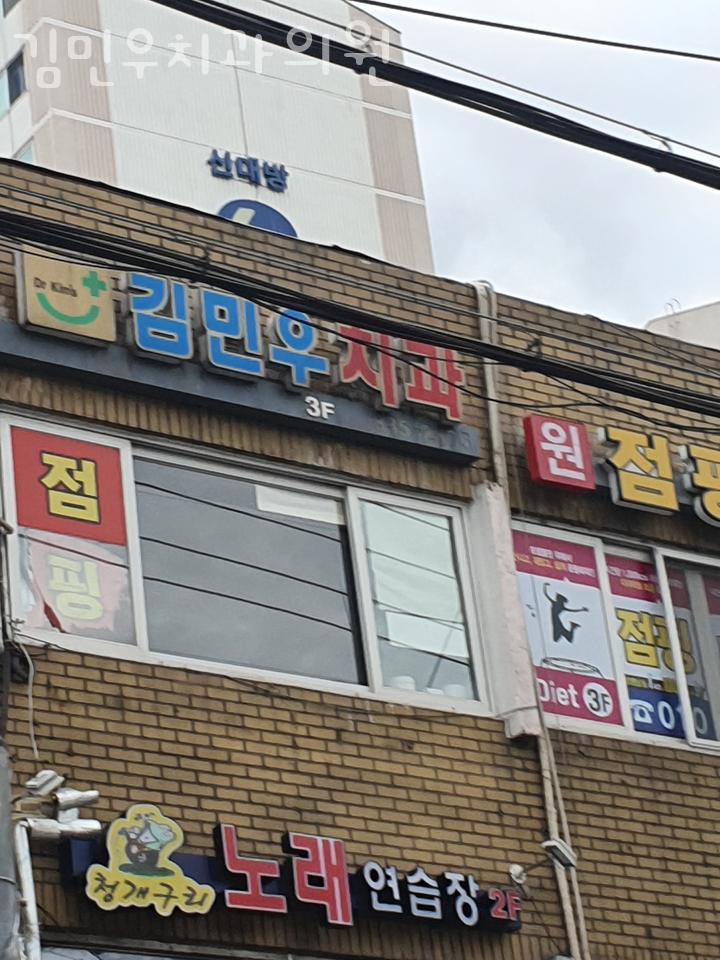 김민우치과의원
신대방
Dr Kim's
김민우치과
3F
원 점핑
점
핑
Diet 3F
점핑
010
청개구리 노래 연습장 2F